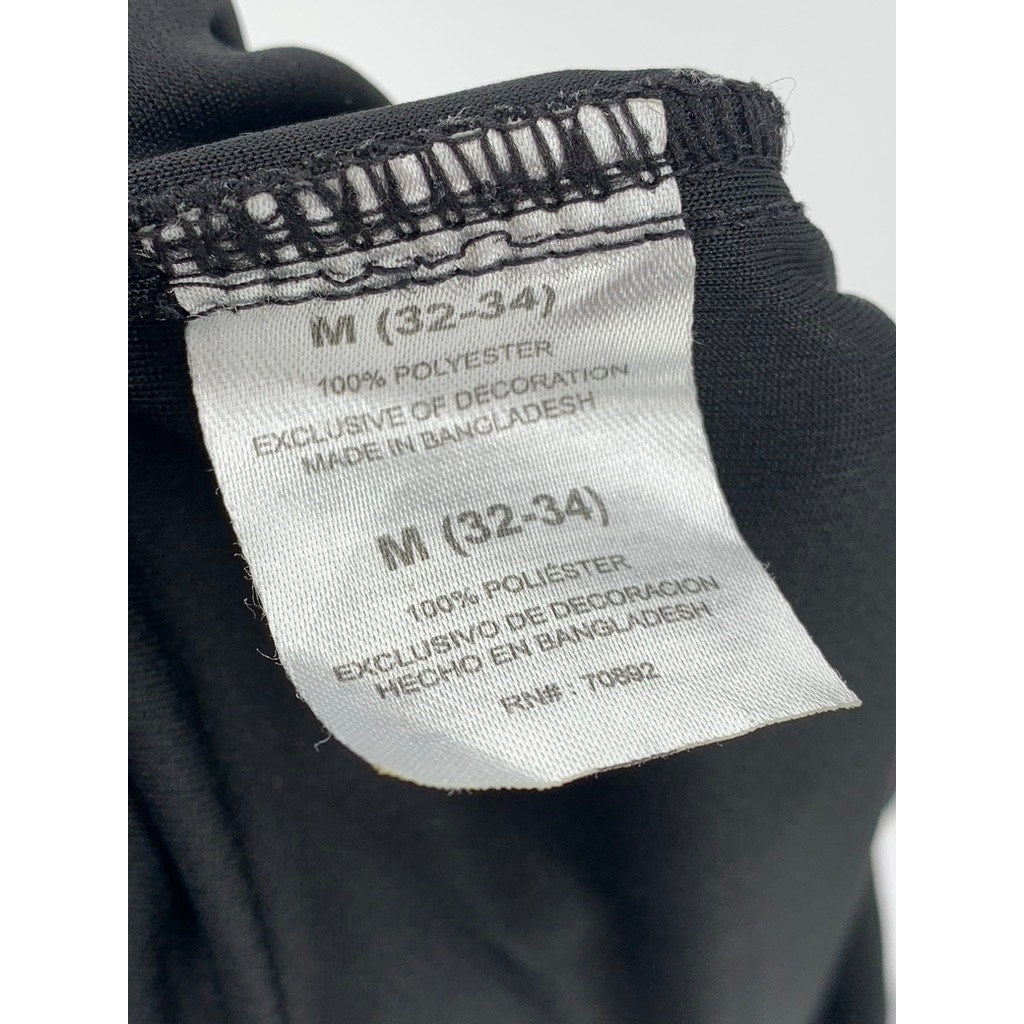 M (32-34)
100% POLYESTER
EXCLUSIVE OF DECORATION
MADE IN BANGLADESH
M (32-34)
100% POLIÉSTER
EXCLUSIVO DE DECORACION
HECHO EN BANGLADESH
RN# : 70892